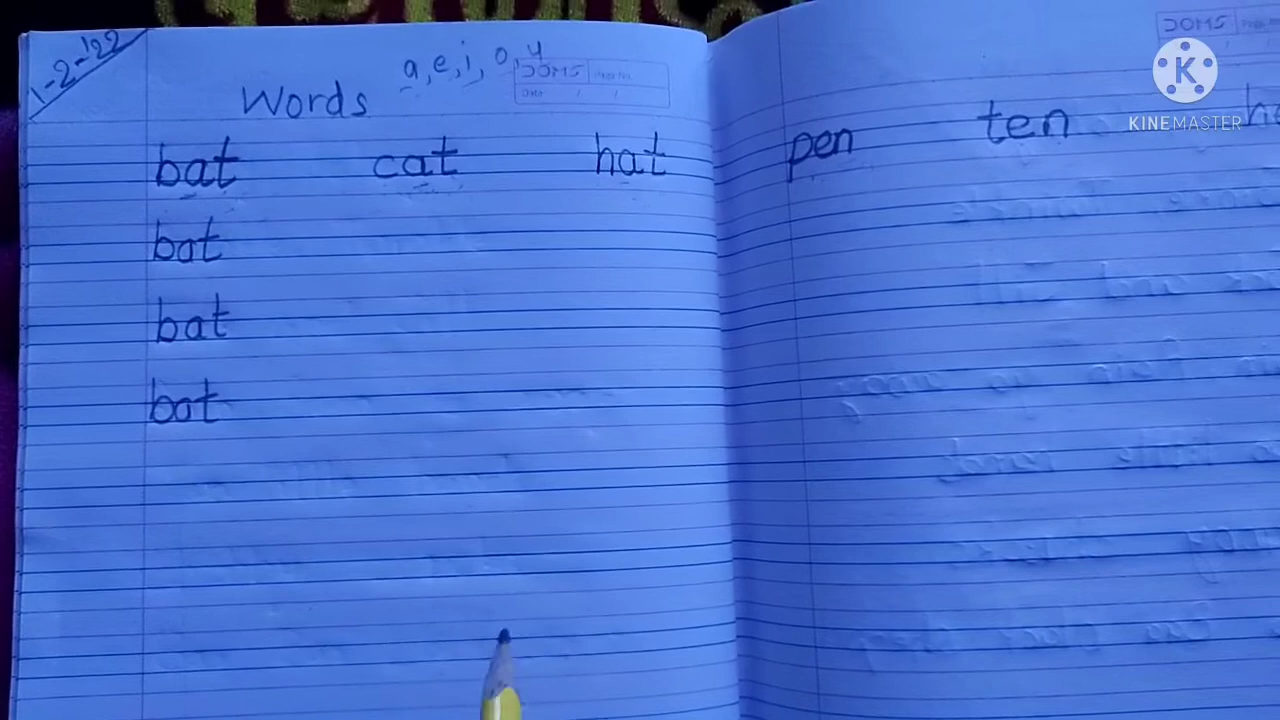 1-2-'22
a, e, i, o, u
Words
bat cat hat
bat
bat
bat
DOMS
pen ten
DOMS
KINEMASTER